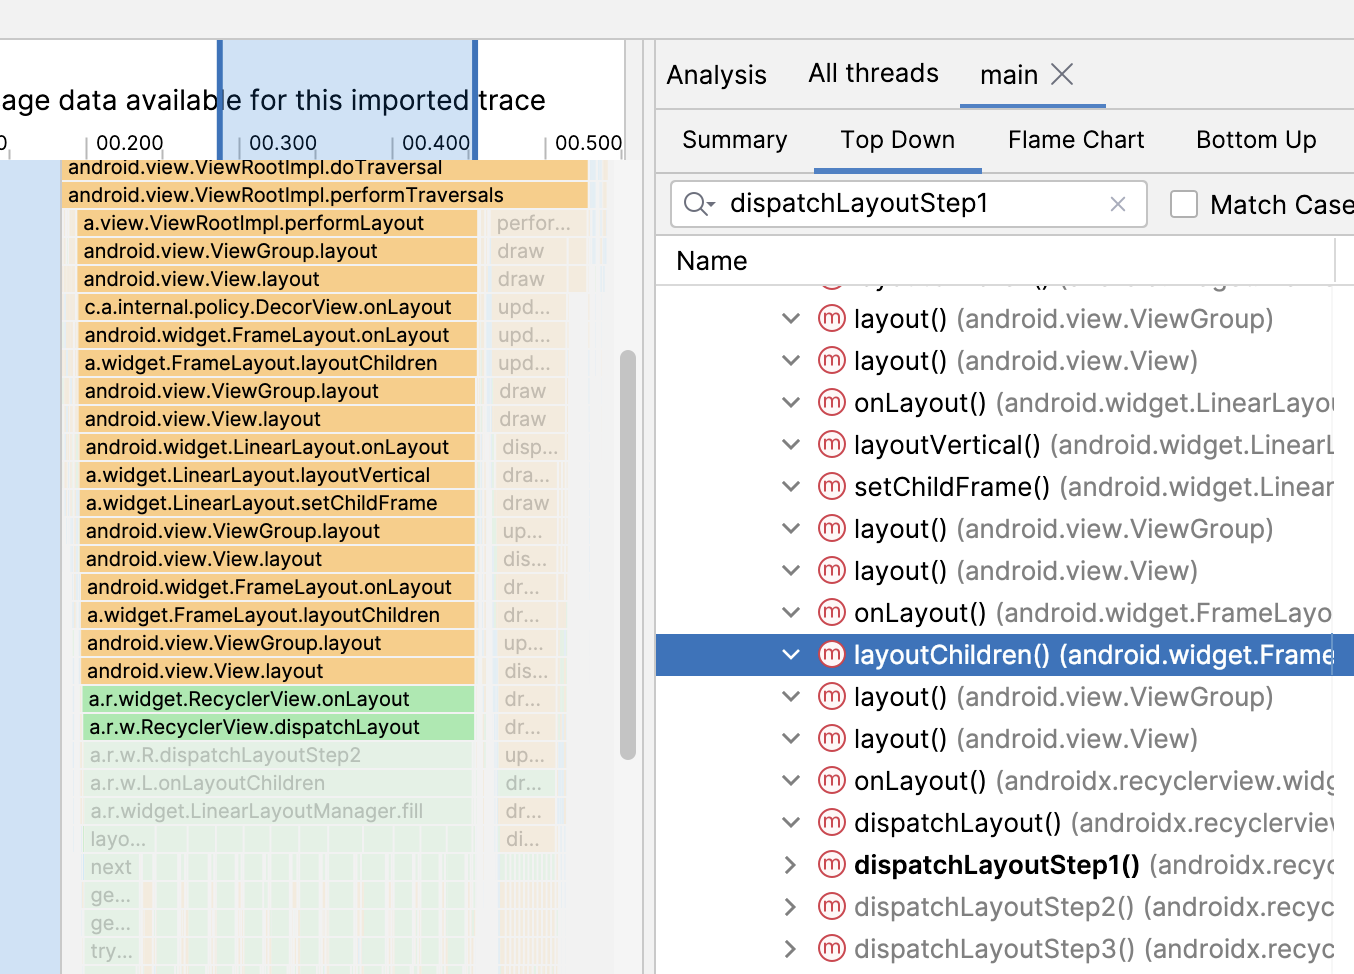 age data available for this imported trace
0 00.200 00.300 00.400 00.500
android.view.ViewRootImpl.doTraversal
android.view.ViewRootImpl.performTraversals
a.view.ViewRootImpl.performLayout perfor...
android.view.ViewGroup.layout draw
android.view.View.layout draw
c.a.internal.policy.DecorView.onLayout upd...
android.widget.FrameLayout.onLayout upd...
a.widget.FrameLayout.layoutChildren upd...
android.view.ViewGroup.layout draw
android.view.View.layout draw
android.widget.LinearLayout.onLayout disp...
a.widget.LinearLayout.layoutVertical dra...
a.widget.LinearLayout.setChildFrame draw
android.view.ViewGroup.layout up...
android.view.View.layout dis...
android.widget.FrameLayout.onLayout dr...
a.widget.FrameLayout.layoutChildren dr...
android.view.ViewGroup.layout up...
android.view.View.layout dis...
a.r.widget.RecyclerView.onLayout dr...
a.r.w.RecyclerView.dispatchLayout dr...
a.r.w.R.dispatchLayoutStep2 up...
a.r.w.L.onLayoutChildren dr...
a.r.widget.LinearLayoutManager.fill dr...
layo... di...
next
ge...
ge...
try...
Analysis All threads main
Summary Top Down Flame Chart Bottom Up
dispatchLayoutStep1 Match Case
Name
m layout() (android.view.ViewGroup)
m layout() (android.view.View)
m onLayout() (android.widget.LinearLayou
m layoutVertical() (android.widget.LinearL
m setChildFrame() (android.widget.Linear
m layout() (android.view.ViewGroup)
m layout() (android.view.View)
m onLayout() (android.widget.FrameLayo
m layoutChildren() (android.widget.Frame
m layout() (android.view.ViewGroup)
m layout() (android.view.View)
m onLayout() (androidx.recyclerview.widg
m dispatchLayout() (androidx.recyclerviev
m dispatchLayoutStep1() (androidx.recyc
m dispatchLayoutStep2() (androidx.recyc
m dispatchLayoutStep3() (androidx.recyc